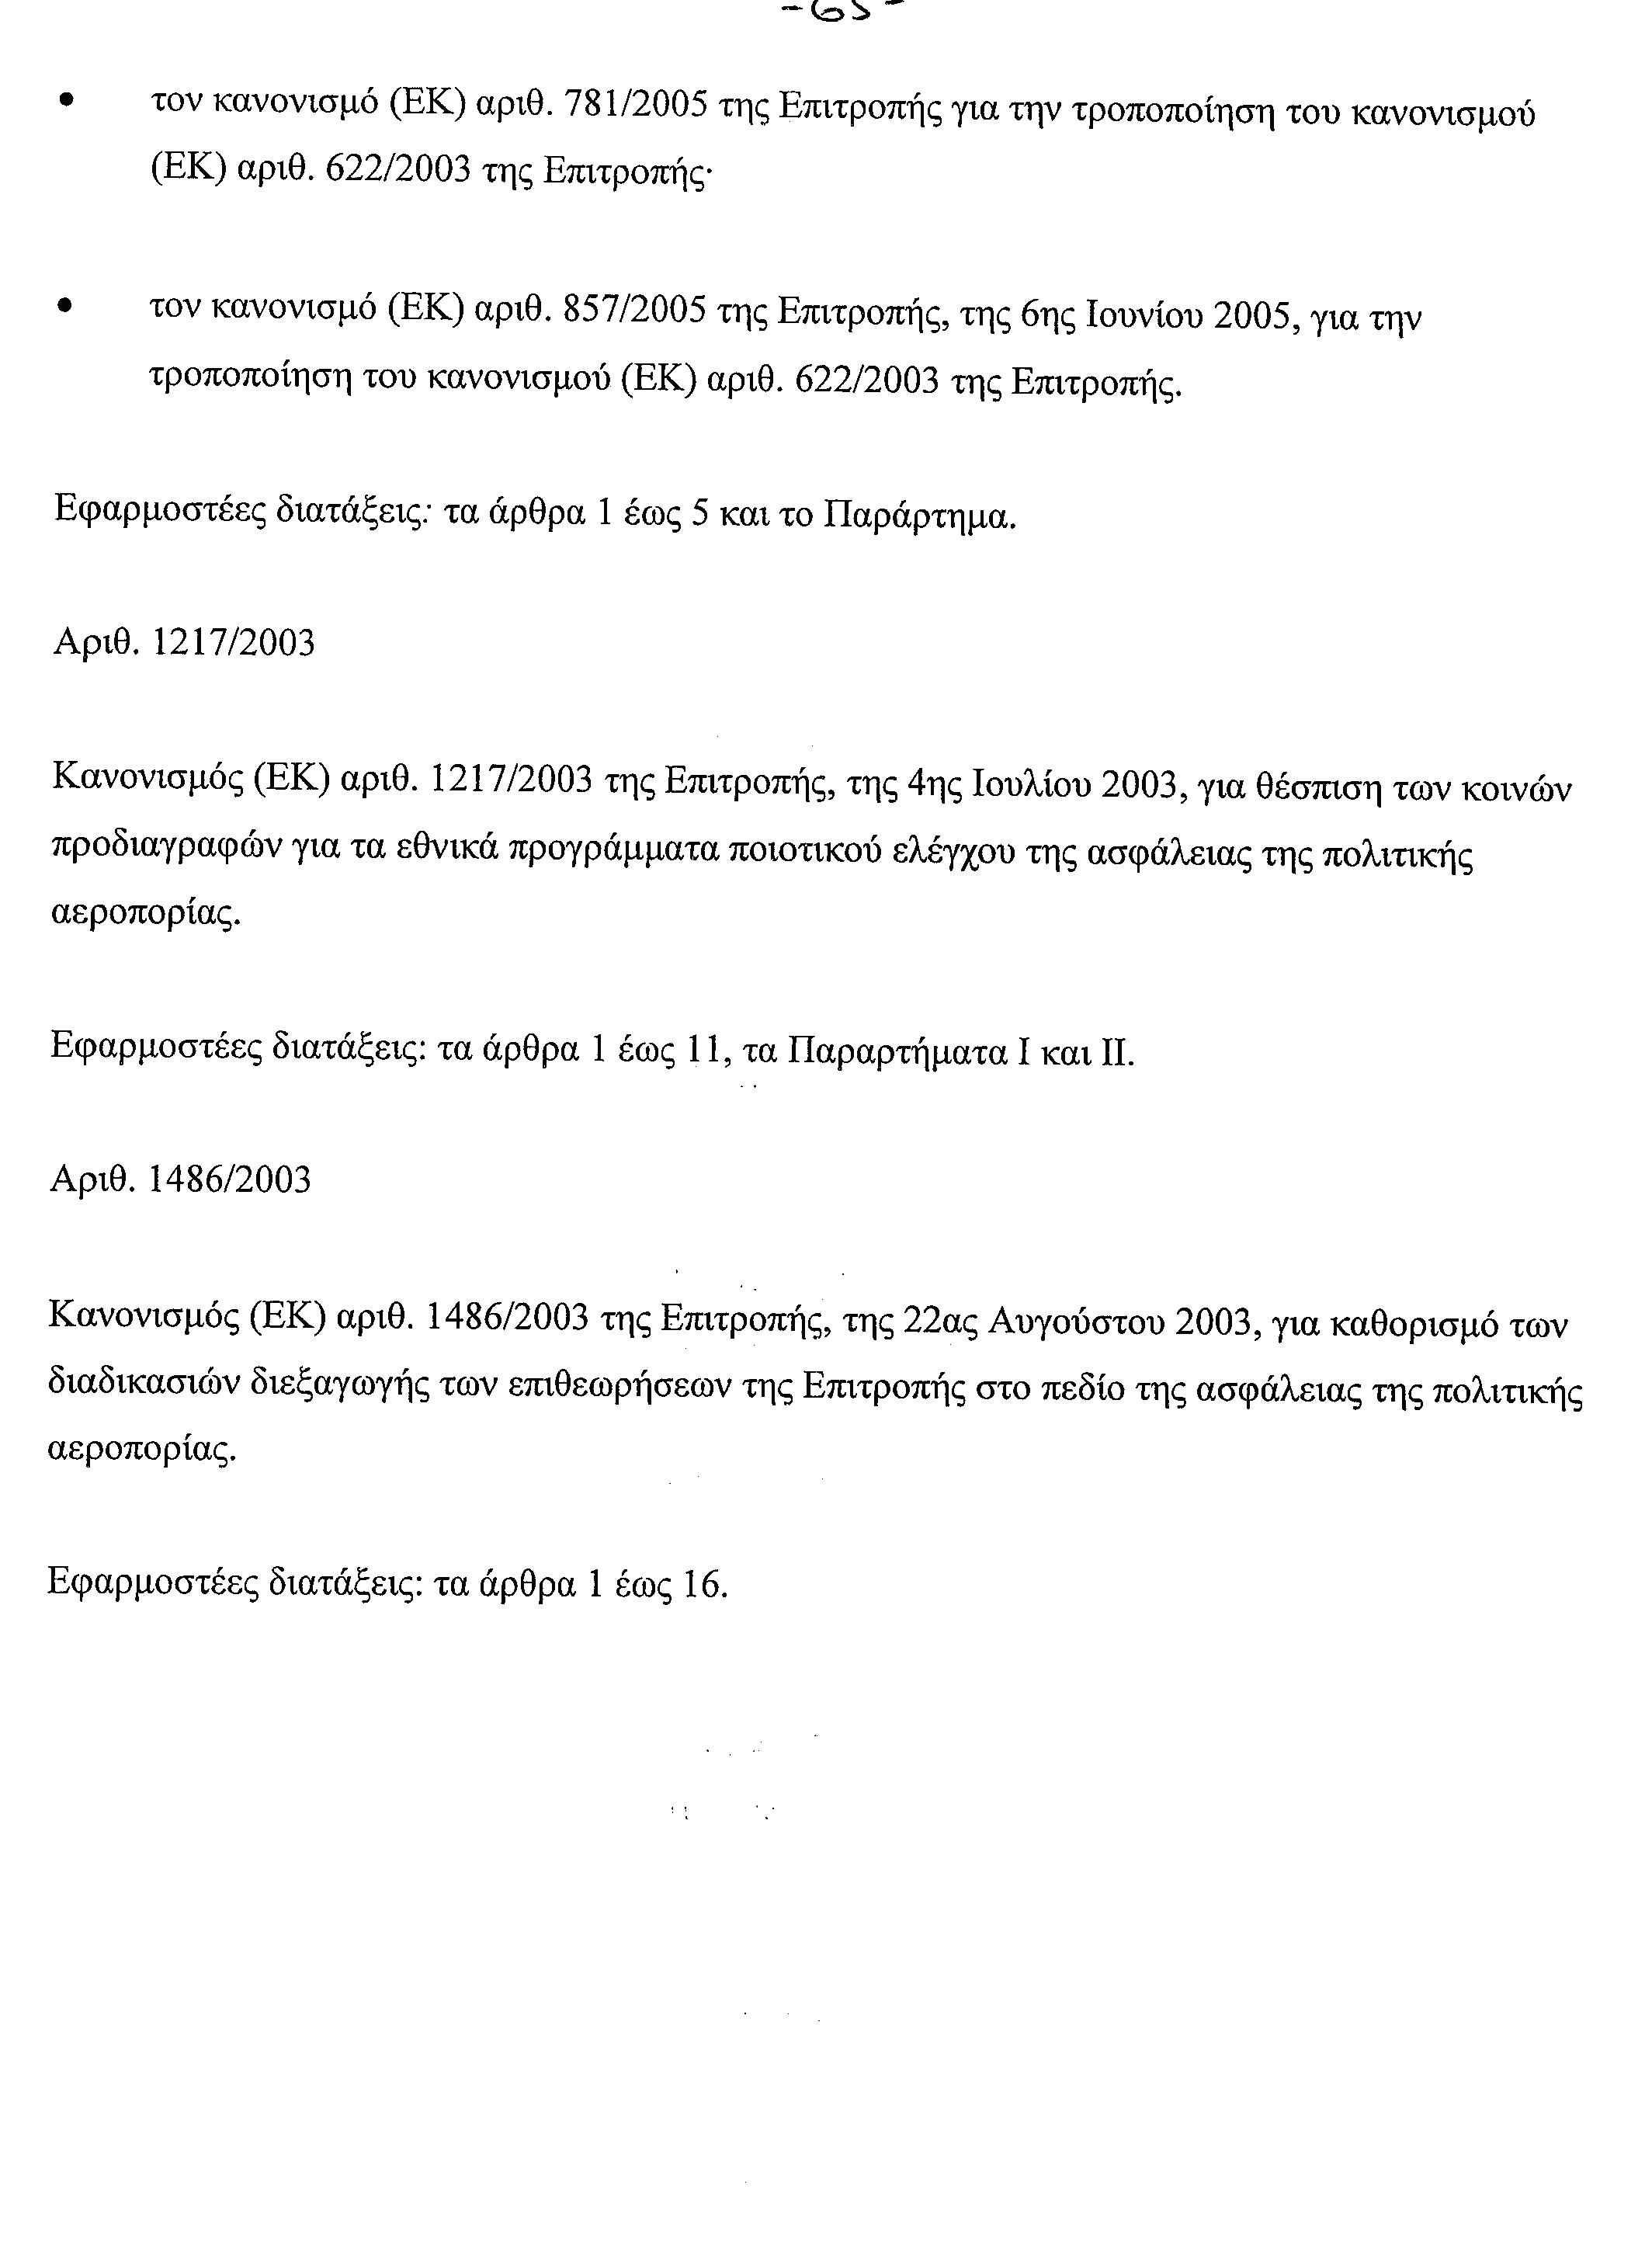 -65-
• τον κανονισμό (ΕΚ) αριθ. 781/2005 της Επιτροπής για την τροποποίηση του κανονισμού
(ΕΚ) αριθ. 622/2003 της Επιτροπής·
• τον κανονισμό (ΕΚ) αριθ. 857/2005 της Επιτροπής, της 6ης Ιουνίου 2005, για την
τροποποίηση του κανονισμού (ΕΚ) αριθ. 622/2003 της Επιτροπής.
Εφαρμοστέες διατάξεις: τα άρθρα 1 έως 5 και το Παράρτημα.
Αριθ. 1217/2003
Κανονισμός (ΕΚ) αριθ. 1217/2003 της Επιτροπής, της 4ης Ιουλίου 2003, για θέσπιση των κοινών
προδιαγραφών για τα εθνικά προγράμματα ποιοτικού ελέγχου της ασφάλειας της πολιτικής
αεροπορίας.
Εφαρμοστέες διατάξεις: τα άρθρα 1 έως 11, τα Παραρτήματα Ι και ΙΙ.
Αριθ. 1486/2003
Κανονισμός (ΕΚ) αριθ. 1486/2003 της Επιτροπής, της 22ας Αυγούστου 2003, για καθορισμό των
διαδικασιών διεξαγωγής των επιθεωρήσεων της Επιτροπής στο πεδίο της ασφάλειας της πολιτικής
αεροπορίας.
Εφαρμοστέες διατάξεις: τα άρθρα 1 έως 16.